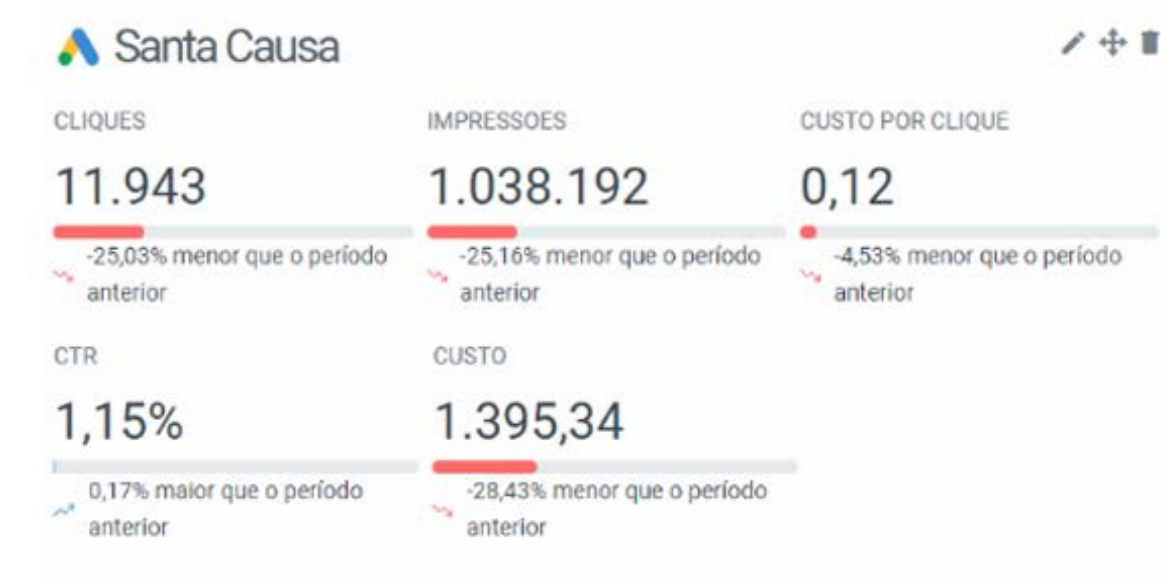 Santa Causa
CLIQUES
11.943
-25,03% menor que o período
anterior
IMPRESSOES
1.038.192
-25,16% menor que o período
anterior
CUSTO POR CLIQUE
0,12
-4,53% menor que o período
anterior
CTR
1,15%
0,17% maior que o período
anterior
CUSTO
1.395,34
-28,43% menor que o período
anterior